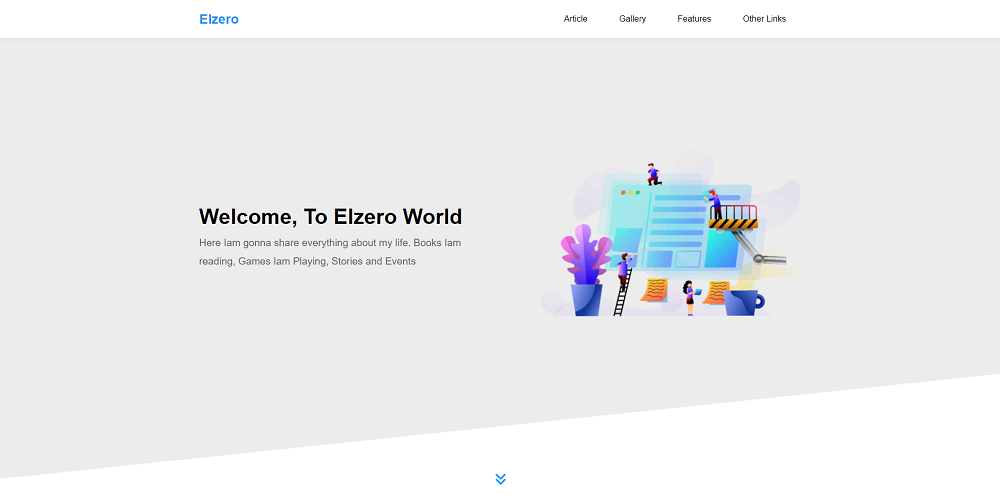 Elzero
Article
Gallery
Features
Other Links
Welcome, To Elzero World
Here Iam gonna share everything about my life. Books Iam
reading, Games Iam Playing, Stories and Events